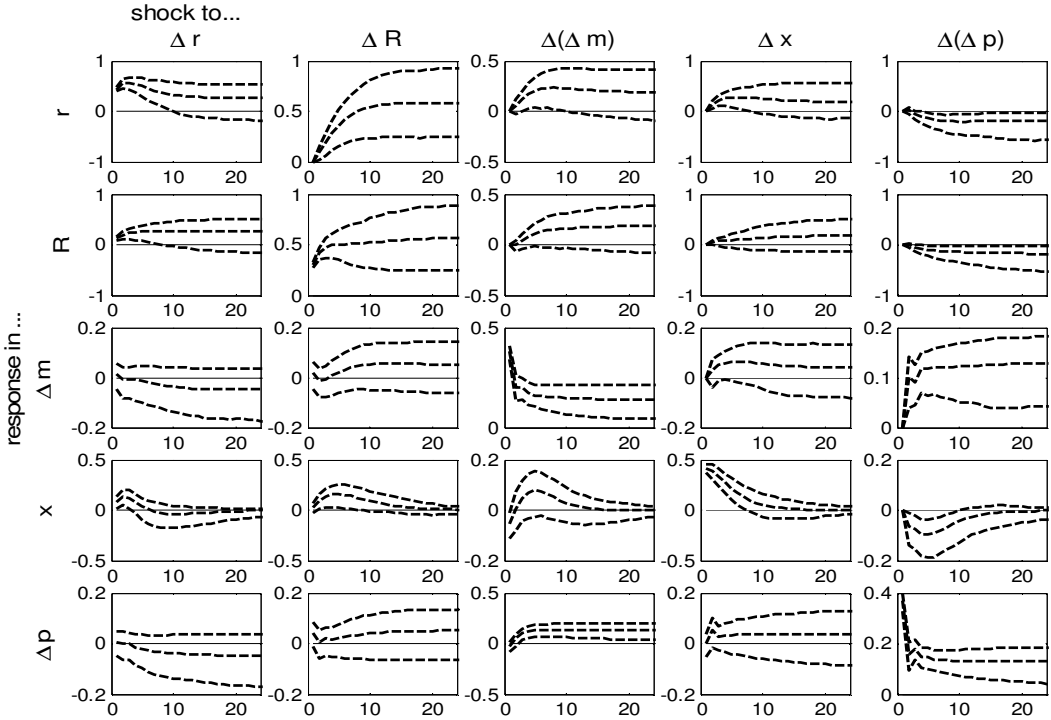 shock to...
Δ r Δ R Δ(Δ m) Δ x Δ(Δ p)
response in ...
r
1 1 0.5 1 1
0 0.5 0 0 0
-1 0 -0.5 -1 -1
0 10 20 0 10 20 0 10 20 0 10 20 0 10 20
R
1 1 0.5 1 1
0 0.5 0 0 0
-1 0 -0.5 -1 -1
0 10 20 0 10 20 0 10 20 0 10 20 0 10 20
Δ m
0.2 0.2 0.5 0.2 0.2
0 0 0 0.1
-0.2 -0.2 0 -0.2 0
0 10 20 0 10 20 0 10 20 0 10 20 0 10 20
x
0.5 0.5 0.2 0.5 0.2
0 0 0 0 0
-0.5 -0.5 -0.2 -0.5 -0.2
0 10 20 0 10 20 0 10 20 0 10 20 0 10 20
Δp
0.2 0.2 0.5 0.2 0.4
0 0 0 0 0.2
-0.2 -0.2 -0.5 -0.2 0
0 10 20 0 10 20 0 10 20 0 10 20 0 10 20